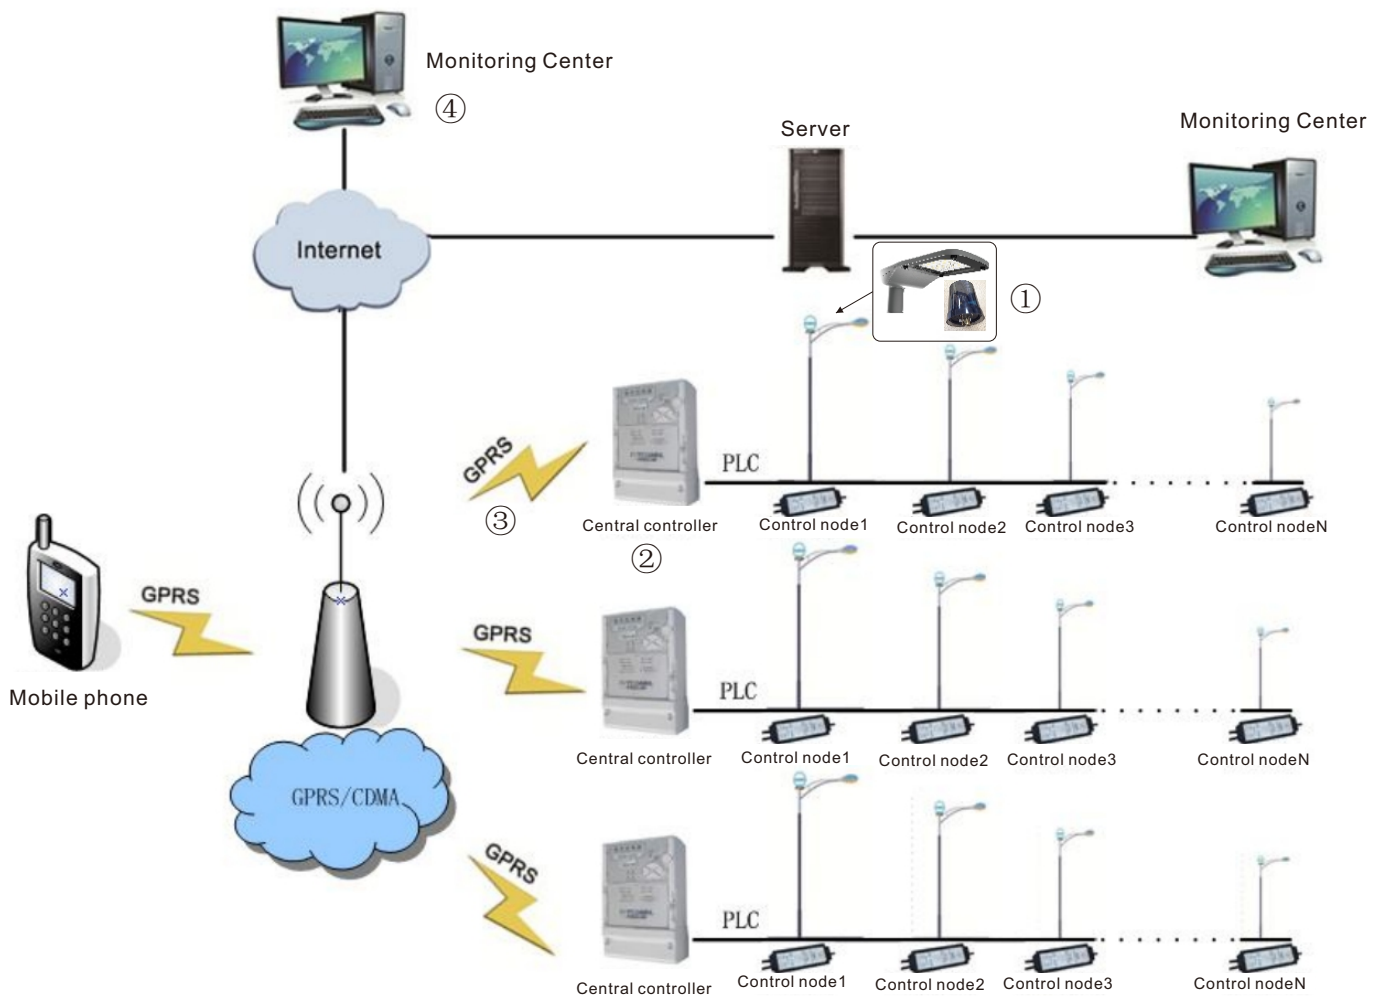 Monitoring Center
④
Server
Monitoring Center
Internet
①
GPRS
PLC
③
Central controller
Control node1
Control node2
Control node3
Control nodeN
②
GPRS
GPRS
PLC
Mobile phone
Central controller
Control node1
Control node2
Control node3
Control nodeN
GPRS/CDMA
GPRS
PLC
Central controller
Control node1
Control node2
Control node3
Control nodeN